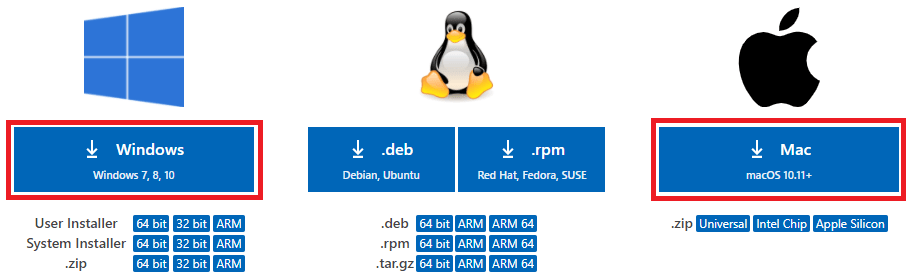 Windows
Windows 7, 8, 10
User Installer 64 bit 32 bit ARM
System Installer 64 bit 32 bit ARM
.zip 64 bit 32 bit ARM
.deb
Debian, Ubuntu
.rpm
Red Hat, Fedora, SUSE
.deb 64 bit ARM ARM 64
.rpm 64 bit ARM ARM 64
.tar.gz 64 bit ARM ARM 64
Mac
macOS 10.11+
.zip Universal Intel Chip Apple Silicon